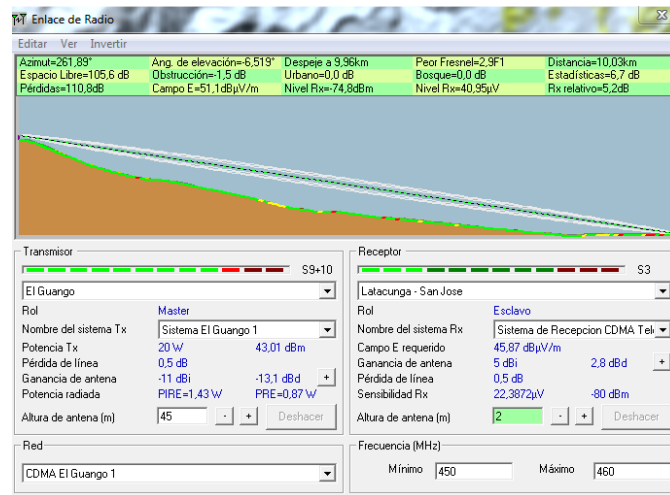 Enlace de Radio
Editar Ver Invertir
Azimut=261,89° Ang. de elevación=-6,519° Despeje a 9,96km Peor Fresnel=2,9F1 Distancia=10,03km
Espacio Libre=105,6 dB Obstrucción=-1,5 dB Urbano=0,0 dB Bosque=0,0 dB Estadísticas=6,7 dB
Pérdidas=110,8dB Campo E=51,1dBµV/m Nivel Rx=-74,8dBm Nivel Rx=40,95µV Rx relativo=5,2dB
Transmisor
S9+10
El Guango
Rol Master
Nombre del sistema Tx Sistema El Guango 1
Potencia Tx 20 W 43,01 dBm
Pérdida de línea 0,5 dB
Ganancia de antena -11 dBi -13,1 dBd +
Potencia radiada PIRE=1,43 W PRE=0,87 W
Altura de antena (m) 45 - + Deshacer
Red
CDMA El Guango 1
Receptor
S3
Latacunga - San Jose
Rol Esclavo
Nombre del sistema Rx Sistema de Recepcion CDMA Tel
Campo E requerido 45,87 dBµV/m
Ganancia de antena 5 dBi 2,8 dBd +
Pérdida de línea 0,5 dB
Sensibilidad Rx 22,3872µV -80 dBm
Altura de antena (m) 2 - + Deshacer
Frecuencia (MHz)
Mínimo 450 Máximo 460